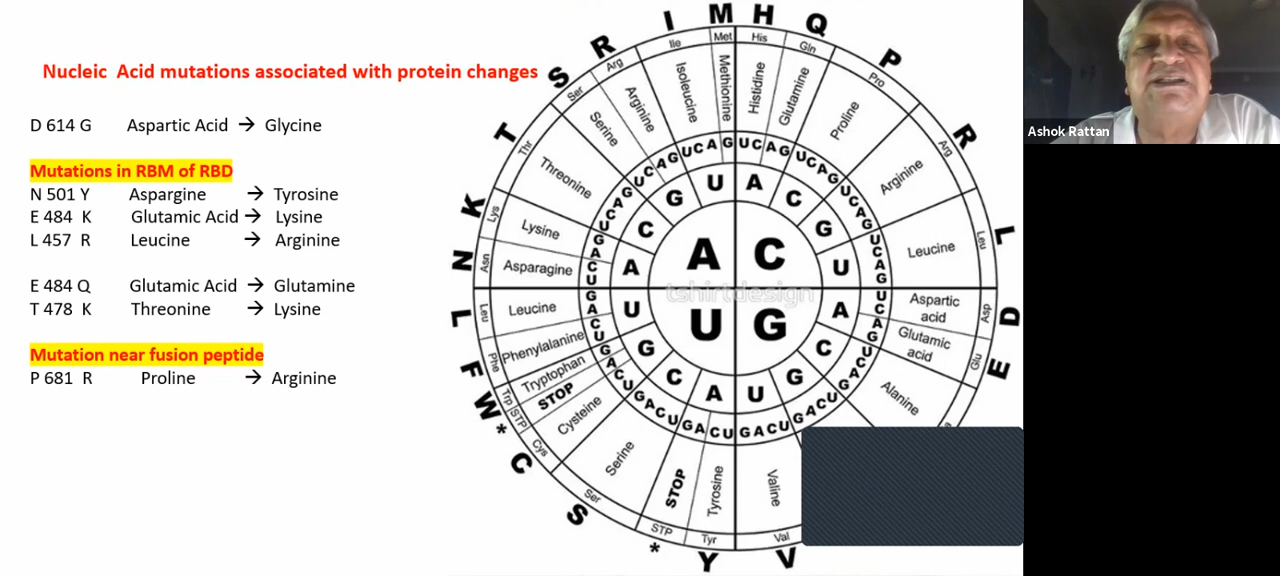 Nucleic Acid mutations associated with protein changes
D 614 G Aspartic Acid → Glycine
Mutations in RBM of RBD
N 501 Y Aspargine → Tyrosine
E 484 K Glutamic Acid → Lysine
L 457 R Leucine → Arginine
E 484 Q Glutamic Acid → Glutamine
T 478 K Threonine → Lysine
Mutation near fusion peptide
P 681 R Proline → Arginine
Ashok Rattan
I M H Q P R L D E
V Y * S C * W F L N K T S R
Ile Met His Gln Pro Arg Leu Asp Glu
Val Tyr STP Ser Cys STP Trp Phe Leu Asn Lys Thr Ser Arg
Isoleucine
Methionine
Histidine
Glutamine
Proline
Arginine
Leucine
Aspartic
acid
Glutamic
acid
Alanine
Valine
Tyrosine
STOP
Serine
Cysteine
STOP
Tryptophan
Phenylalanine
Leucine
Asparagine
Lysine
Threonine
Serine
Arginine
U C A G U C A G U C A G U C A G
U C A G U C A G U C A G U C A G
G A C U G A C U G A C U G A C U
G A C U G A C U G A C U G A C U
A C G U
A C G U
U G C A
U G C A
A C
tshirtdesign
U G